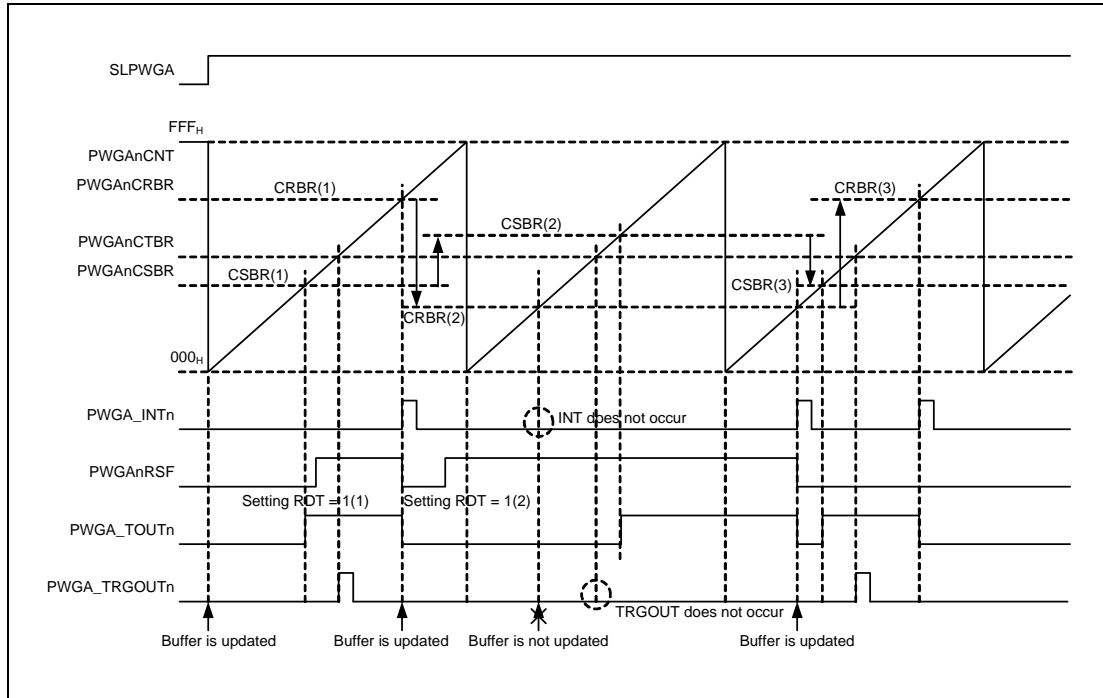 SLPWGA
FFFH
PWGAnCNT
PWGAnCRBR
CRBR(1)
CRBR(3)
PWGAnCTBR
CSBR(2)
PWGAnCSBR
CSBR(1)
CSBR(3)
CRBR(2)
000H
PWGA_INTn
INT does not occur
PWGAnRSF
Setting RDT = 1(1)
Setting RDT = 1(2)
PWGA_TOUTn
PWGA_TRGOUTn
TRGOUT does not occur
Buffer is updated
Buffer is updated
Buffer is not updated
Buffer is updated